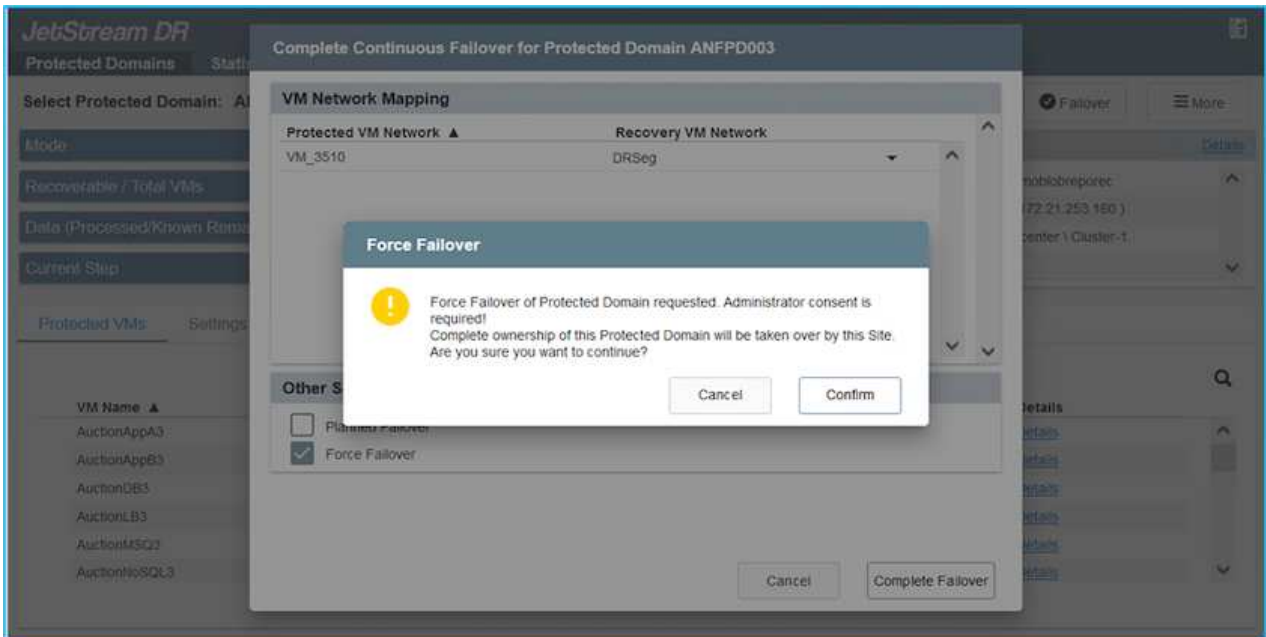 JetStream DR
Complete Continuous Failover for Protected Domain ANFPD003
Protected Domains Stati
Select Protected Domain: Failover More
VM Network Mapping
Protected VM Network ▲ Recovery VM Network
VM_3510 DRSeg
Mode Details
Recoverable / Total VMs
Data (Processed/Known Rema
172.21.253.160 )
center \ Cluster-1
Current Step
Force Failover
Force Failover of Protected Domain requested. Administrator consent is
required!
Complete ownership of this Protected Domain will be taken over by this Site.
Are you sure you want to continue?
Cancel Confirm
Protected VMs Settings
Other S
Planned Failover
Force Failover
VM Name ▲ Details
AuctionAppA3 Details
AuctionAppB3 Details
AuctionDB3 Details
AuctionLB3 Details
Details
AuctionNoSQL3 Details
Cancel Complete Failover